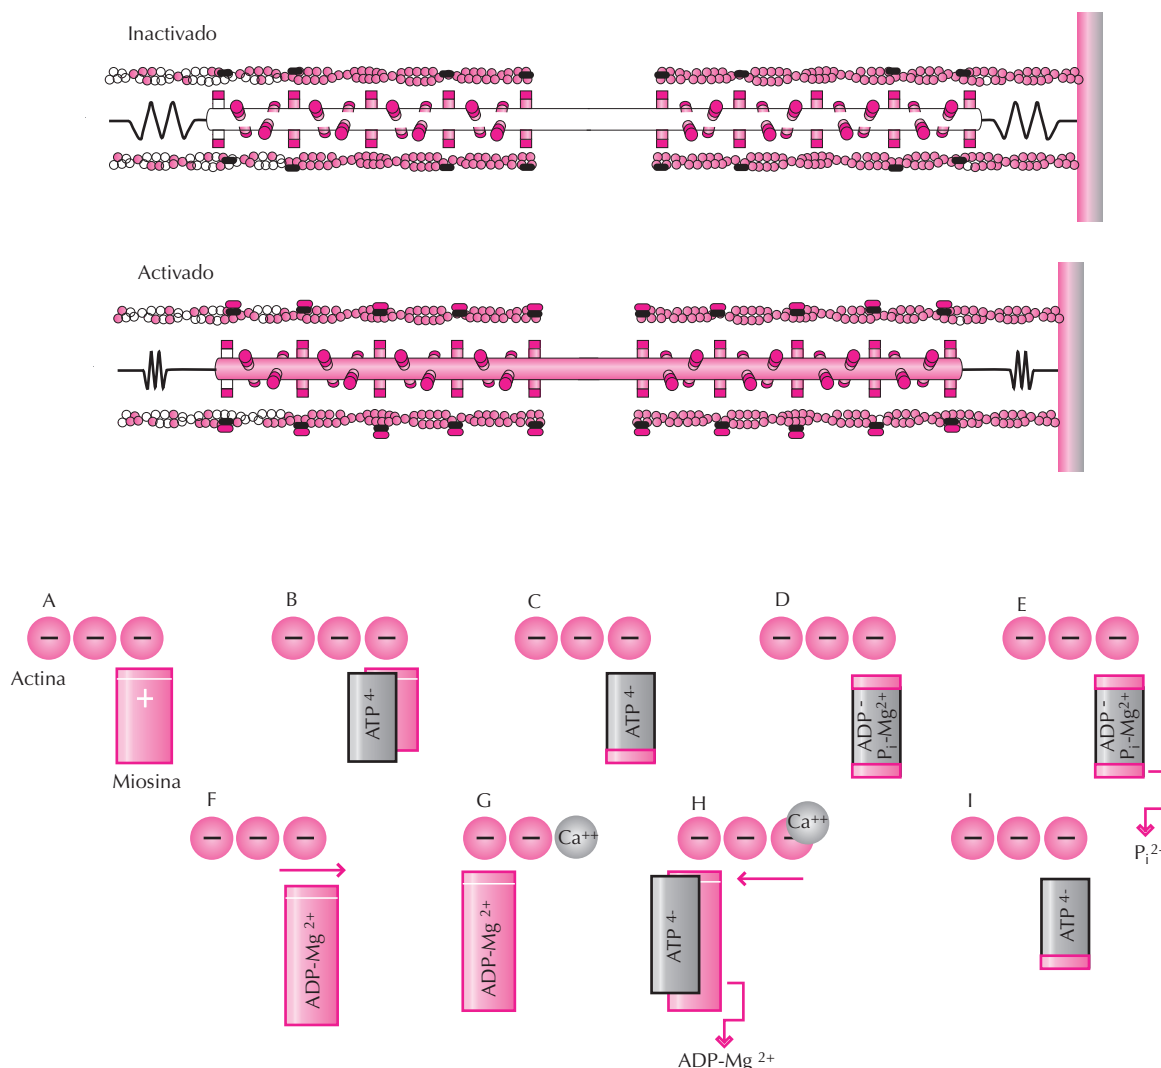 Inactivado
Activado
A
B
C
D
E
− − −
− − −
− − −
− − −
− − −
Actina
+
ATP 4-
ATP 4-
ADP -
Pi-Mg2+
ADP -
Pi-Mg2+
Miosina
F
G
H
I
− − −
− − Ca++
− − − Ca++
− − −
Pi2-
ADP-Mg 2+
ADP-Mg 2+
ATP 4-
ATP 4-
ADP-Mg 2+